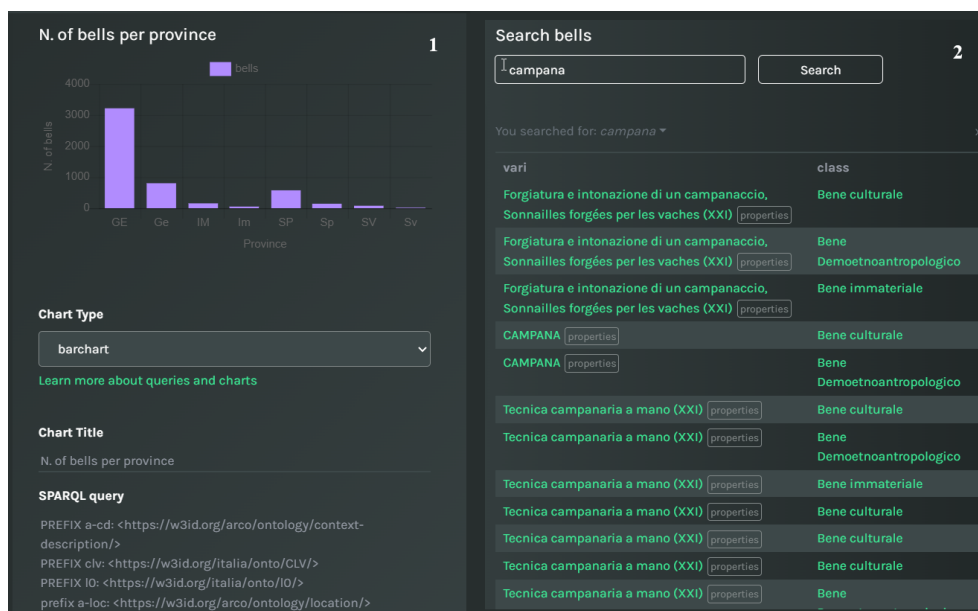 N. of bells per province
1
bells
4000
3000
2000
1000
0
N. of bells
GE Ge IM Im SP Sp SV Sv
Province
Chart Type
barchart
Learn more about queries and charts
Chart Title
N. of bells per province
SPARQL query
PREFIX a-cd: <https://w3id.org/arco/ontology/context-
description/>
PREFIX clv: <https://w3id.org/italia/onto/CLV/>
PREFIX l0: <https://w3id.org/italia/onto/l0/>
prefix a-loc: <https://w3id.org/arco/ontology/location/>
Search bells
2
campana Search
You searched for: campana
vari class
Forgiatura e intonazione di un campanaccio, Bene culturale
Sonnailles forgées per les vaches (XXI) properties
Forgiatura e intonazione di un campanaccio, Bene
Sonnailles forgées per les vaches (XXI) properties Demoetnoantropologico
Forgiatura e intonazione di un campanaccio, Bene immateriale
Sonnailles forgées per les vaches (XXI) properties
CAMPANA properties Bene culturale
CAMPANA properties Bene
Demoetnoantropologico
Tecnica campanaria a mano (XXI) properties Bene culturale
Tecnica campanaria a mano (XXI) properties Bene
Demoetnoantropologico
Tecnica campanaria a mano (XXI) properties Bene immateriale
Tecnica campanaria a mano (XXI) properties Bene culturale
Tecnica campanaria a mano (XXI) properties Bene culturale
Tecnica campanaria a mano (XXI) properties Bene culturale
Tecnica campanaria a mano (XXI) properties Bene